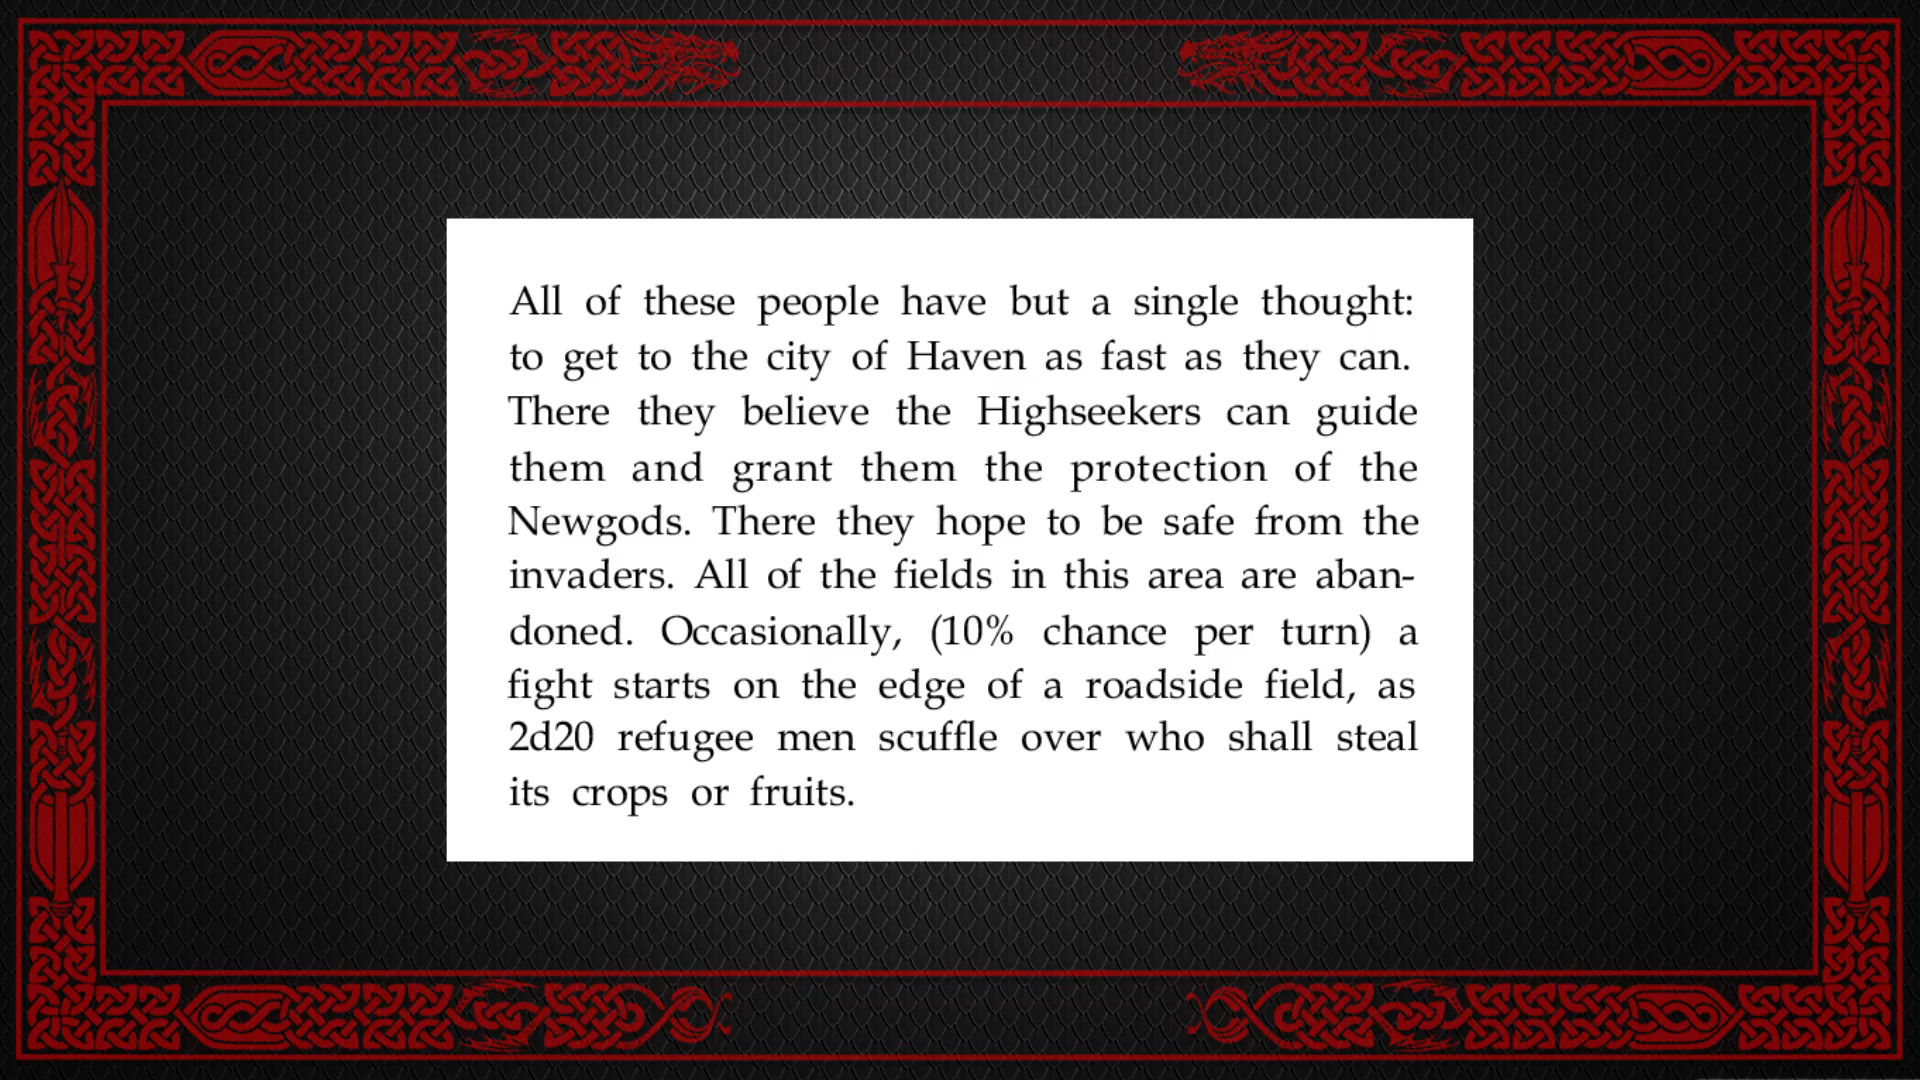 All of these people have but a single thought:
to get to the city of Haven as fast as they can.
There they believe the Highseekers can guide
them and grant them the protection of the
Newgods. There they hope to be safe from the
invaders. All of the fields in this area are aban-
doned. Occasionally, (10% chance per turn) a
fight starts on the edge of a roadside field, as
2d20 refugee men scuffle over who shall steal
its crops or fruits.